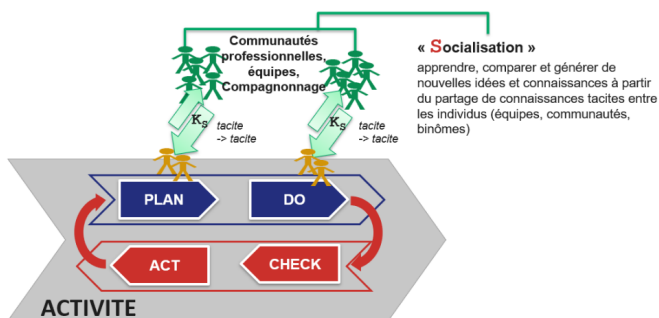 Communautés
professionnelles,
équipes,
Compagnonnage
« Socialisation »
apprendre, comparer et générer de
nouvelles idées et connaissances à partir
du partage de connaissances tacites entre
les individus (équipes, communautés,
binômes)
KS
tacite
-> tacite
KS
tacite
-> tacite
PLAN
DO
ACT
CHECK
ACTIVITE